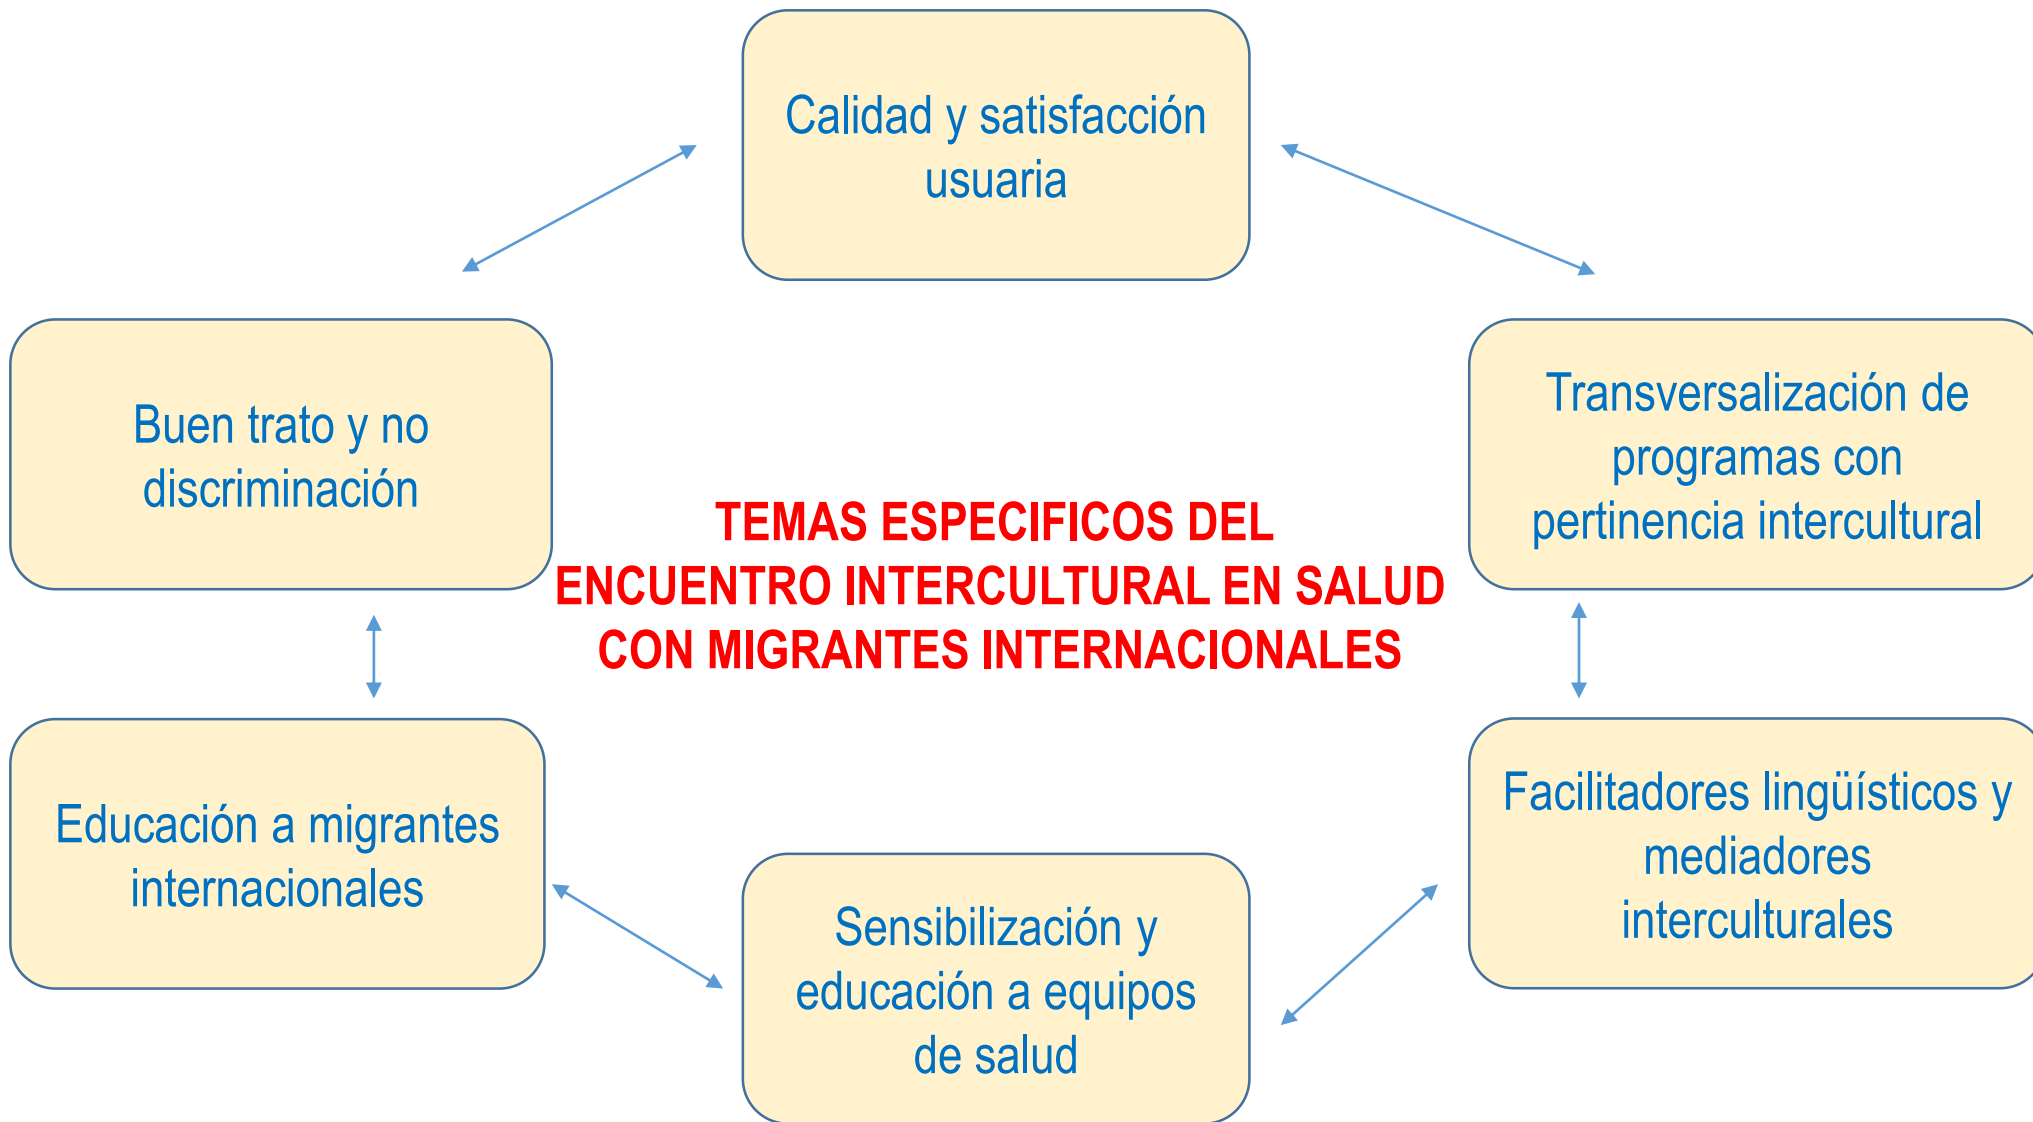 Calidad y satisfacción
usuaria
Buen trato y no
discriminación
Transversalización de
programas con
pertinencia intercultural
TEMAS ESPECIFICOS DEL
ENCUENTRO INTERCULTURAL EN SALUD
CON MIGRANTES INTERNACIONALES
Educación a migrantes
internacionales
Facilitadores lingüísticos y
mediadores
interculturales
Sensibilización y
educación a equipos
de salud